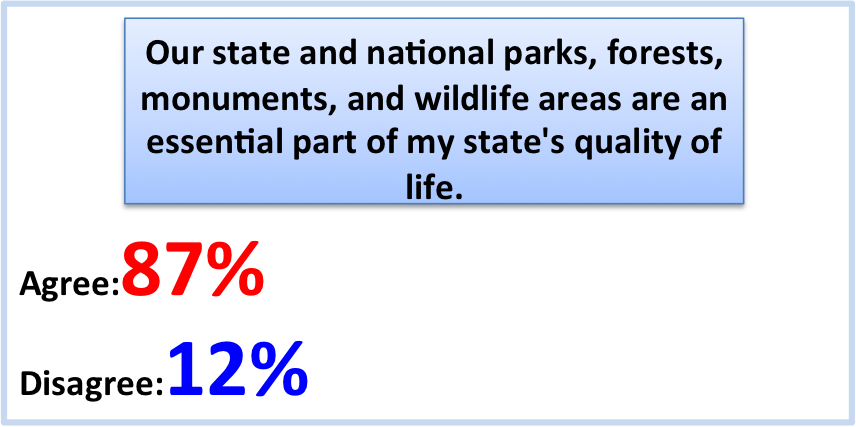 Our state and national parks, forests,
monuments, and wildlife areas are an
essential part of my state's quality of
life.
Agree:87%
Disagree:12%